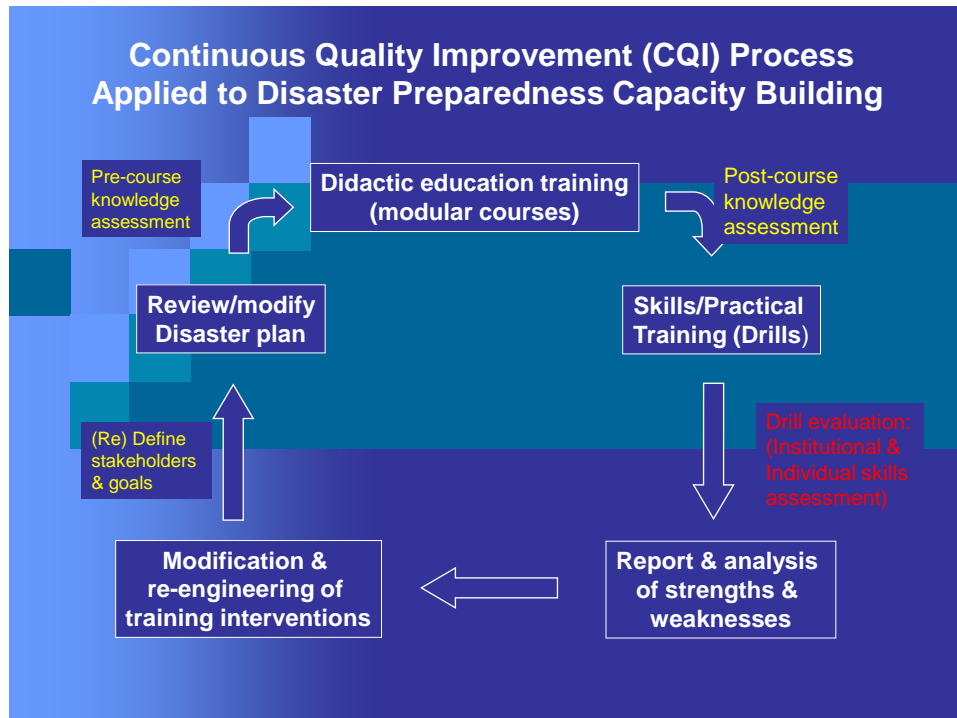 Continuous Quality Improvement (CQI) Process
Applied to Disaster Preparedness Capacity Building
Pre-course
knowledge
assessment
Didactic education training
(modular courses)
Post-course
knowledge
assessment
Review/modify
Disaster plan
Skills/Practical
Training (Drills)
(Re) Define
stakeholders
& goals
Drill evaluation:
(Institutional &
Individual skills
assessment)
Modification &
re-engineering of
training interventions
Report & analysis
of strengths &
weaknesses